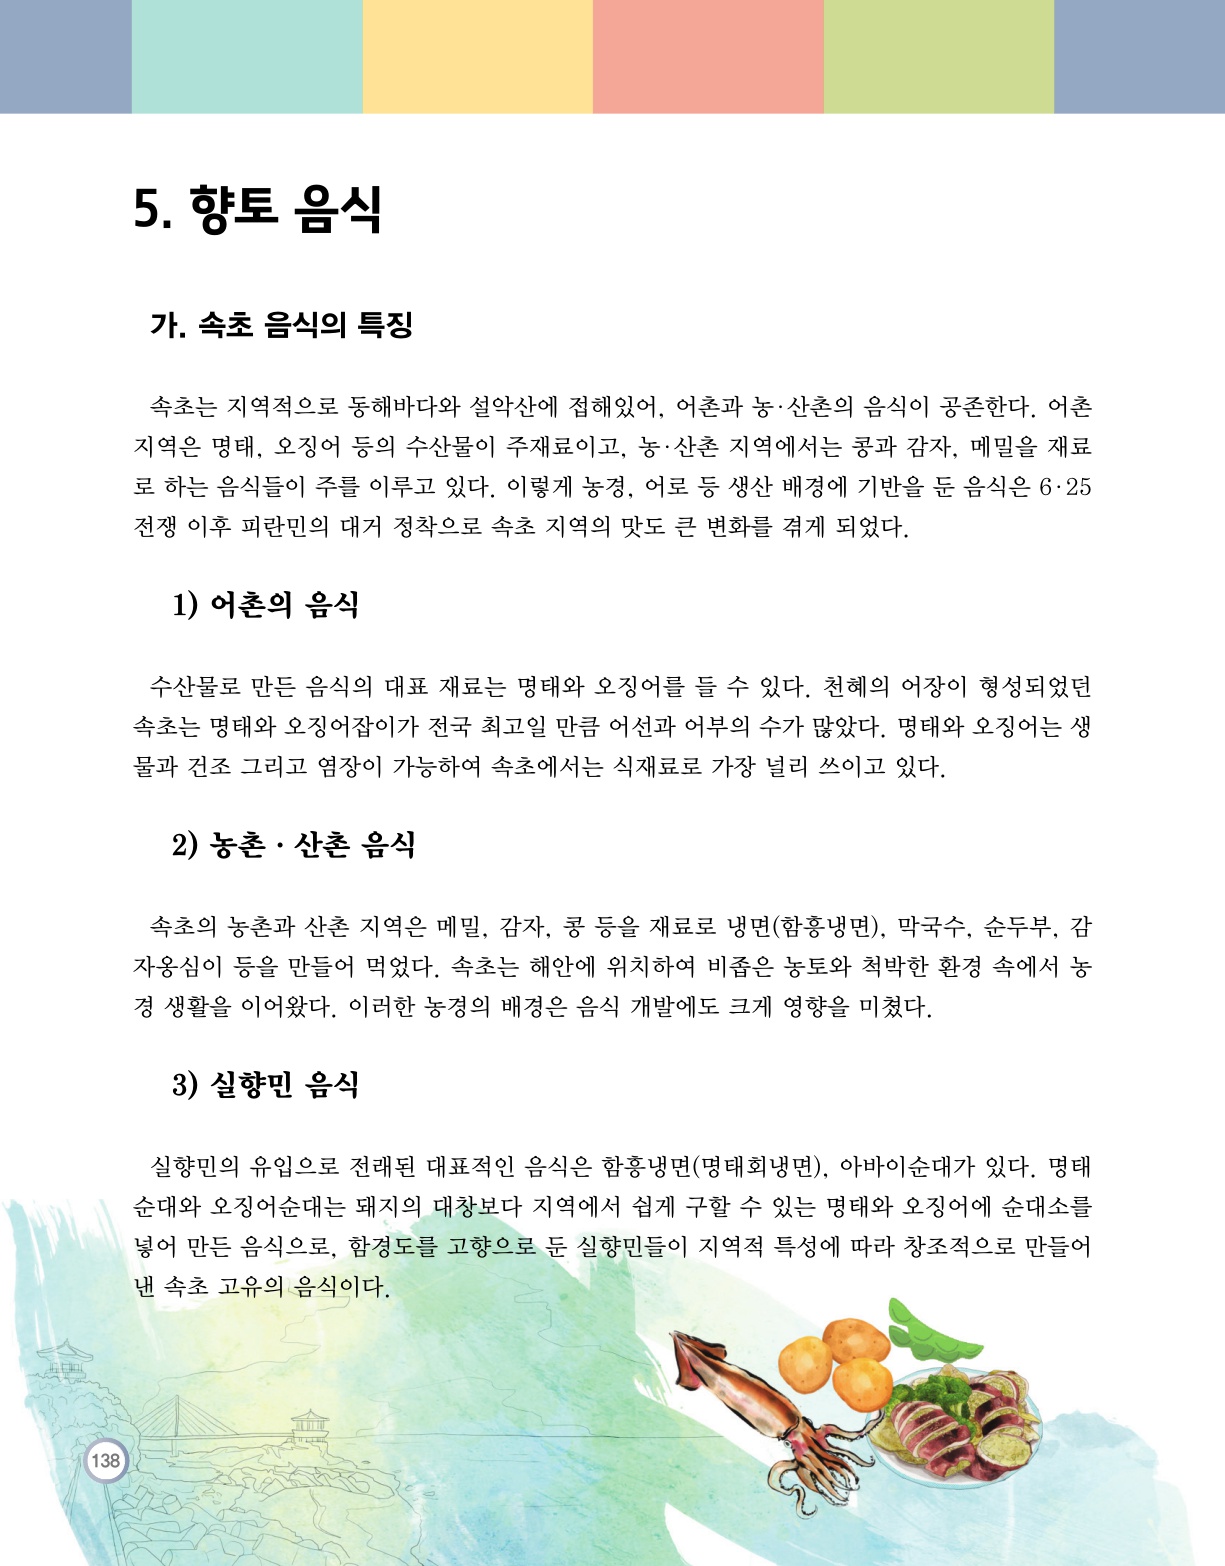 5. 향토 음식
가. 속초 음식의 특징
속초는 지역적으로 동해바다와 설악산에 접해있어, 어촌과 농·산촌의 음식이 공존한다. 어촌
지역은 명태, 오징어 등의 수산물이 주재료이고, 농·산촌 지역에서는 콩과 감자, 메밀을 재료
로 하는 음식들이 주를 이루고 있다. 이렇게 농경, 어로 등 생산 배경에 기반을 둔 음식은 6·25
전쟁 이후 피란민의 대거 정착으로 속초 지역의 맛도 큰 변화를 겪게 되었다.
1) 어촌의 음식
수산물로 만든 음식의 대표 재료는 명태와 오징어를 들 수 있다. 천혜의 어장이 형성되었던
속초는 명태와 오징어잡이가 전국 최고일 만큼 어선과 어부의 수가 많았다. 명태와 오징어는 생
물과 건조 그리고 염장이 가능하여 속초에서는 식재료로 가장 널리 쓰이고 있다.
2) 농촌·산촌 음식
속초의 농촌과 산촌 지역은 메밀, 감자, 콩 등을 재료로 냉면(함흥냉면), 막국수, 순두부, 감
자옹심이 등을 만들어 먹었다. 속초는 해안에 위치하여 비좁은 농토와 척박한 환경 속에서 농
경 생활을 이어왔다. 이러한 농경의 배경은 음식 개발에도 크게 영향을 미쳤다.
3) 실향민 음식
실향민의 유입으로 전래된 대표적인 음식은 함흥냉면(명태회냉면), 아바이순대가 있다. 명태
순대와 오징어순대는 돼지의 대창보다 지역에서 쉽게 구할 수 있는 명태와 오징어에 순대소를
넣어 만든 음식으로, 함경도를 고향으로 둔 실향민들이 지역적 특성에 따라 창조적으로 만들어
낸 속초 고유의 음식이다.
138